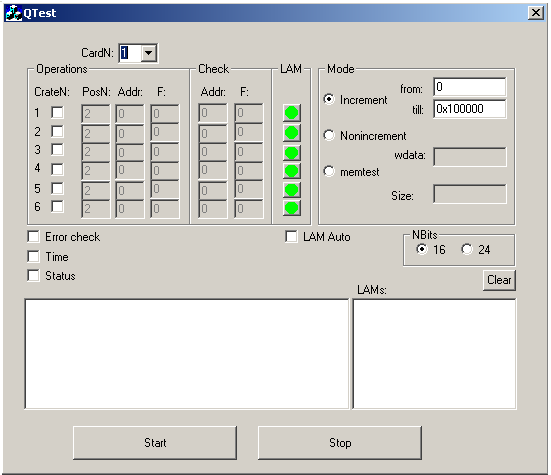 QTest
CardN: 1
Operations Check LAM Mode
CrateN: PosN: Addr: F: Addr: F:
from: 0
Increment
till: 0x100000
1 2 0 0 0 0
2 2 0 0 0 0
Nonincrement
3 2 0 0 0 0
wdata:
4 2 0 0 0 0
memtest
5 2 0 0 0 0
Size:
6 2 0 0 0 0
Error check LAM Auto
NBits
16 24
Time
Status
Clear
LAMs:
Start Stop